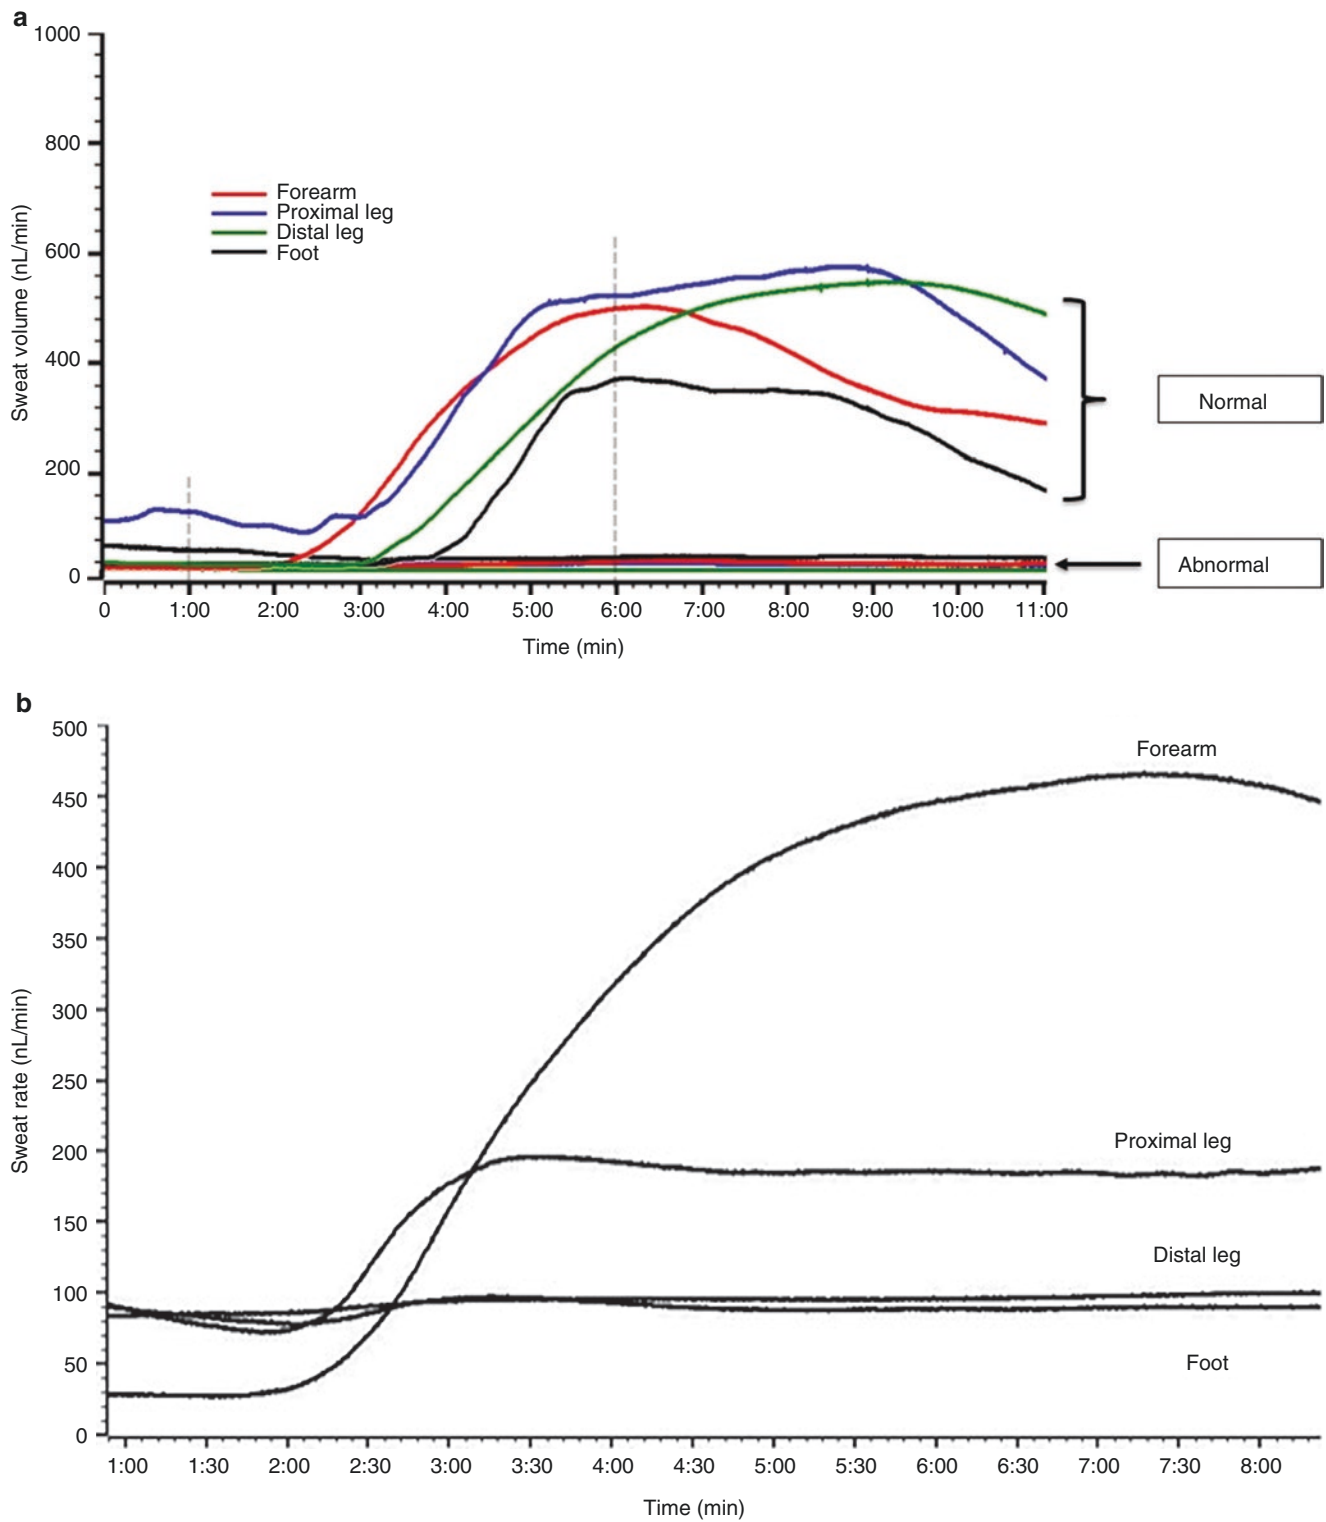 a
1000
800
600
400
200
0
Sweat volume (nL/min)
Forearm
Proximal leg
Distal leg
Foot
Normal
Abnormal
0 1:00 2:00 3:00 4:00 5:00 6:00 7:00 8:00 9:00 10:00 11:00
Time (min)
b
500
450
400
350
300
250
200
150
100
50
0
Sweat rate (nL/min)
Forearm
Proximal leg
Distal leg
Foot
1:00 1:30 2:00 2:30 3:00 3:30 4:00 4:30 5:00 5:30 6:00 6:30 7:00 7:30 8:00
Time (min)